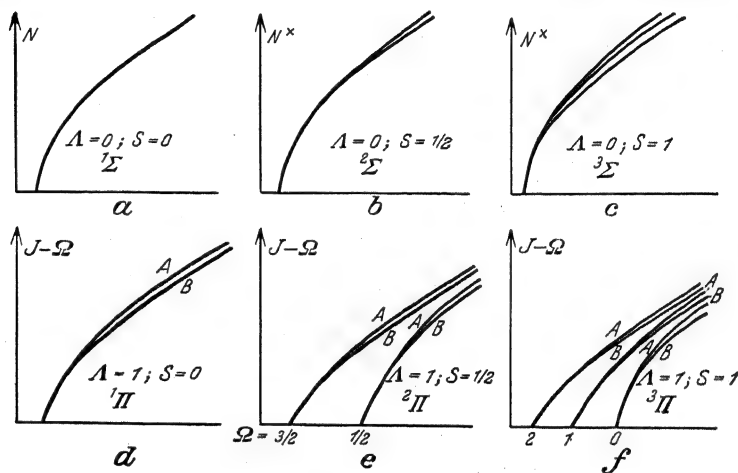 N
Λ = 0 ; S = 0
¹Σ
a
N×
Λ = 0 ; S = 1/2
²Σ
b
N×
Λ = 0 ; S = 1
³Σ
c
J–Ω
A
B
Λ = 1 ; S = 0
¹Π
d
J–Ω
A
B
A
B
Λ = 1 ; S = 1/2
²Π
Ω = 3/2
1/2
e
J–Ω
A
A
B
B
A
B
Λ = 1 ; S = 1
³Π
2
1
0
f